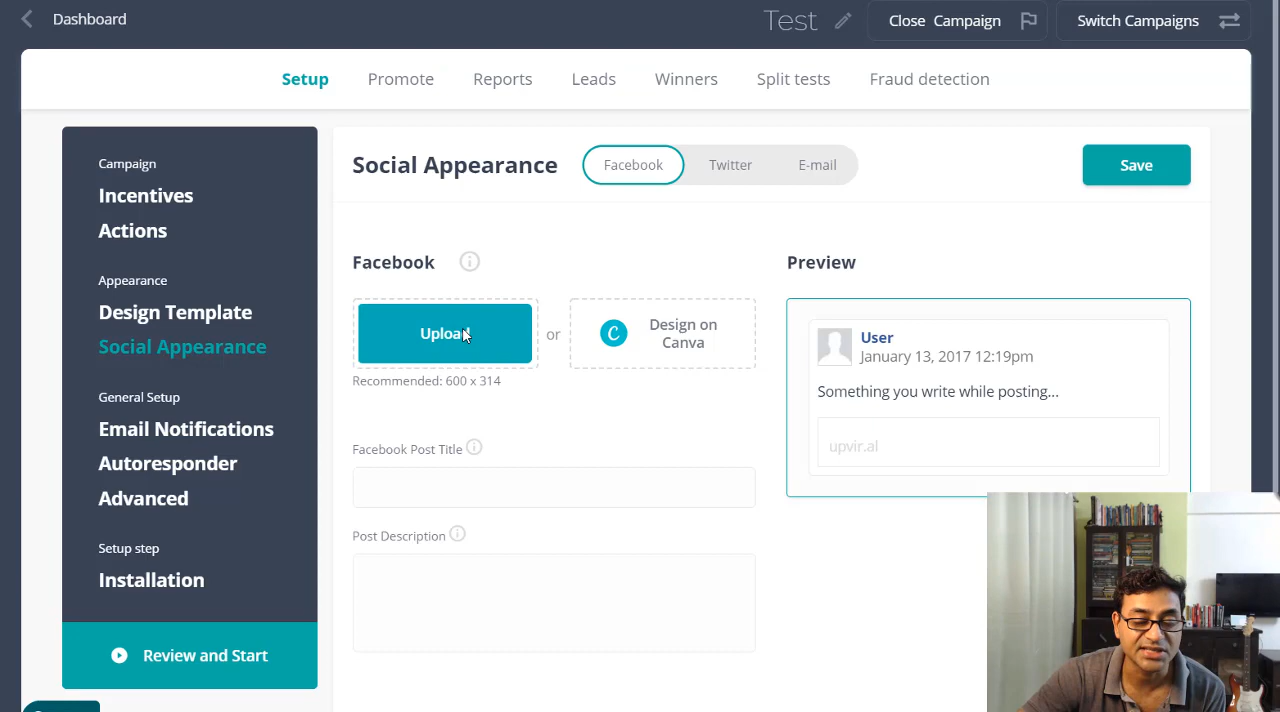 Dashboard
Test
Close Campaign
Switch Campaigns
Setup
Promote
Reports
Leads
Winners
Split tests
Fraud detection
Campaign
Incentives
Actions
Appearance
Design Template
Social Appearance
General Setup
Email Notifications
Autoresponder
Advanced
Setup step
Installation
Review and Start
Social Appearance
Facebook
Twitter
E-mail
Save
Facebook
Upload
or
Design on
Canva
Recommended: 600 x 314
Facebook Post Title
Post Description
Preview
User
January 13, 2017 12:19pm
Something you write while posting...
upvir.al